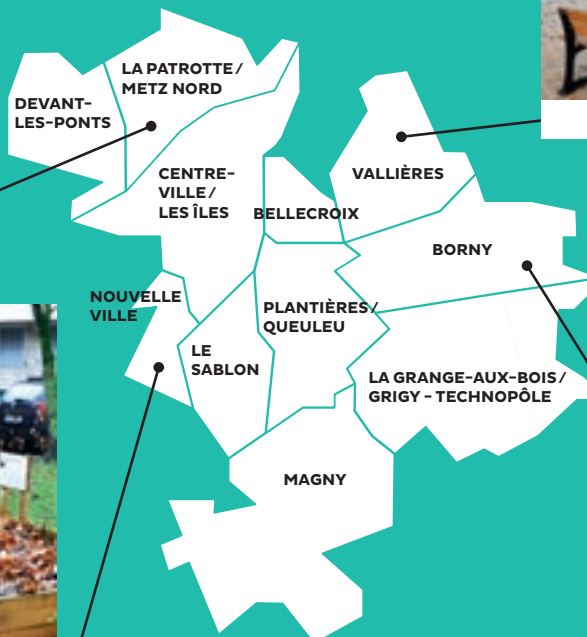 LA PATROTTE /
METZ NORD
DEVANT-
LES-PONTS
CENTRE-
VILLE /
LES ÎLES
BELLECROIX
VALLIÈRES
BORNY
NOUVELLE
VILLE
PLANTIÈRES /
QUEULEU
LE
SABLON
LA GRANGE-AUX-BOIS /
GRIGY - TECHNOPÔLE
MAGNY